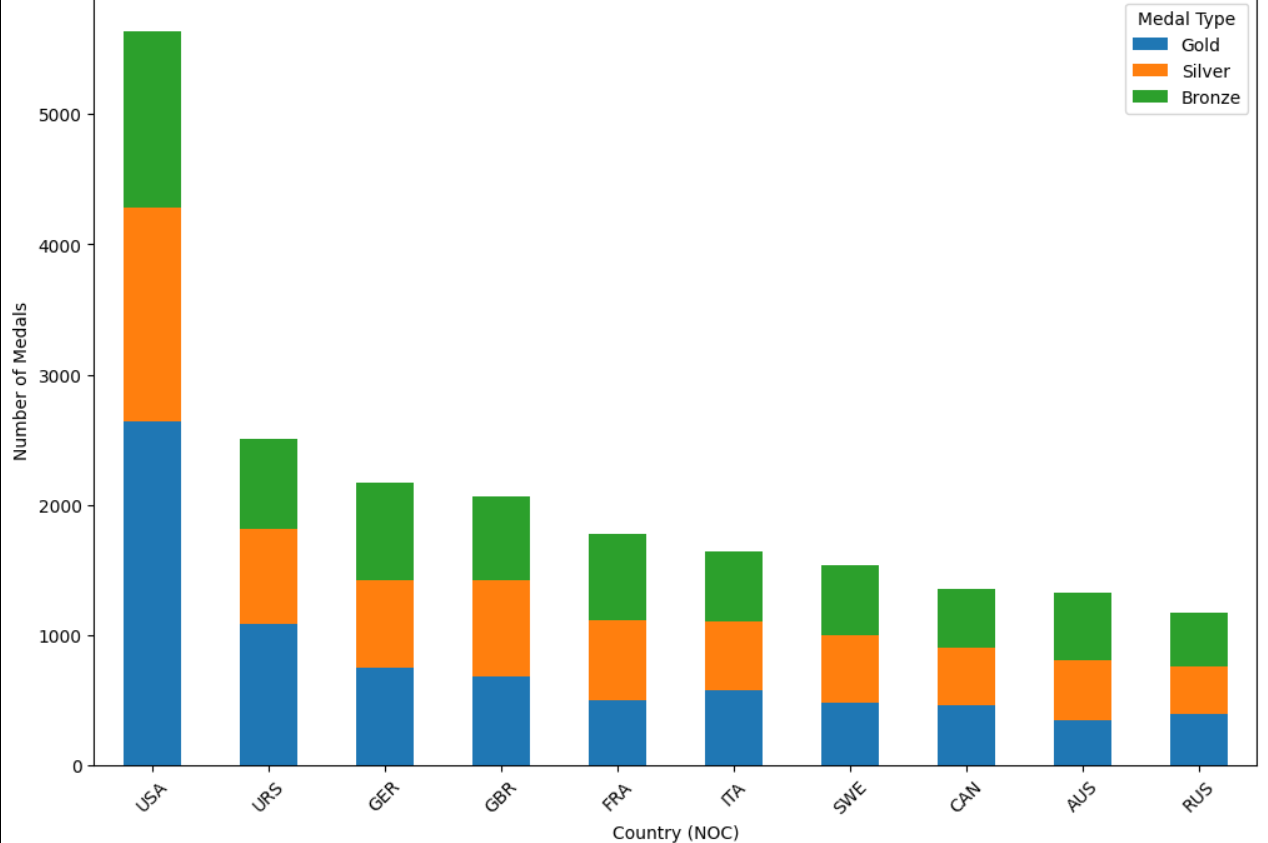 Medal Type
Gold
Silver
Bronze
5000
4000
3000
2000
1000
0
Number of Medals
USA
URS
GER
GBR
FRA
ITA
SWE
CAN
AUS
RUS
Country (NOC)